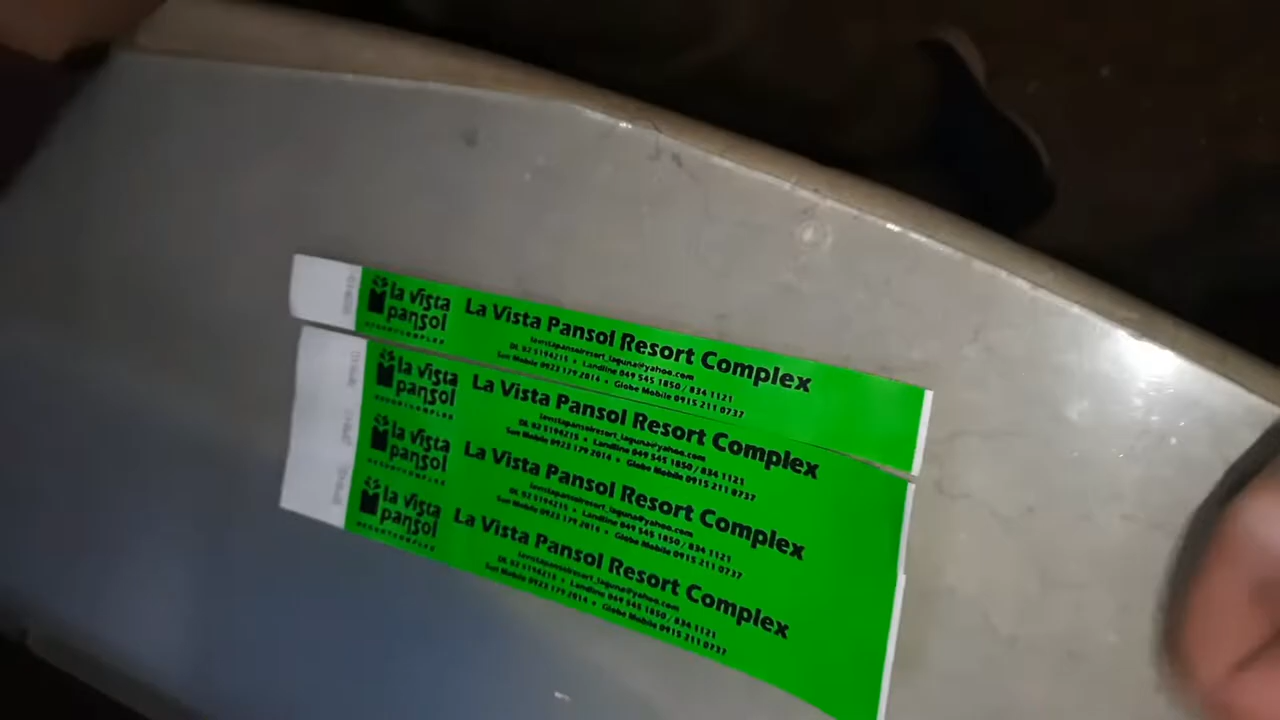 la vista
pansol
RESORT COMPLEX
La Vista Pansol Resort Complex
lavistapansolresort_laguna@yahoo.com
DL 02 5194215 • Landline 049 545 1850 / 834 1121
Sun Mobile 0923 179 2014 • Globe Mobile 0915 211 0737
la vista
pansol
RESORT COMPLEX
La Vista Pansol Resort Complex
lavistapansolresort_laguna@yahoo.com
DL 02 5194215 • Landline 049 545 1850 / 834 1121
Sun Mobile 0923 179 2014 • Globe Mobile 0915 211 0737
la vista
pansol
RESORT COMPLEX
La Vista Pansol Resort Complex
lavistapansolresort_laguna@yahoo.com
DL 02 5194215 • Landline 049 545 1850 / 834 1121
Sun Mobile 0923 179 2014 • Globe Mobile 0915 211 0737
la vista
pansol
RESORT COMPLEX
La Vista Pansol Resort Complex
lavistapansolresort_laguna@yahoo.com
DL 02 5194215 • Landline 049 545 1850 / 834 1121
Sun Mobile 0923 179 2014 • Globe Mobile 0915 211 0737